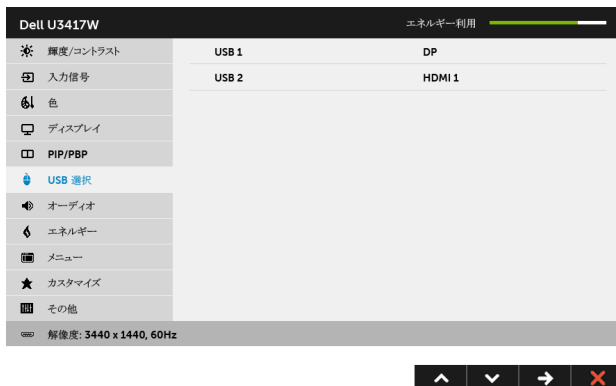 Dell U3417W エネルギー利用
輝度/コントラスト USB 1 DP
入力信号 USB 2 HDMI 1
色
ディスプレイ
PIP/PBP
USB 選択
オーディオ
エネルギー
メニュー
カスタマイズ
その他
解像度: 3440 x 1440, 60Hz